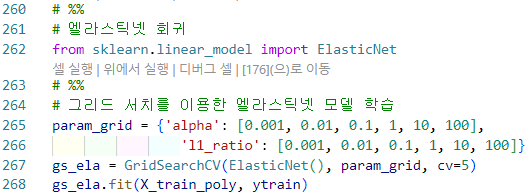 260 # %%
261 # 엘라스틱넷 회귀
262 from sklearn.linear_model import ElasticNet
셀 실행 | 위에서 실행 | 디버그 셀 | [176](으)로 이동
263 # %%
264 # 그리드 서치를 이용한 엘라스틱넷 모델 학습
265 param_grid = {'alpha': [0.001, 0.01, 0.1, 1, 10, 100],
266 'l1_ratio': [0.001, 0.01, 0.1, 1, 10, 100]}
267 gs_ela = GridSearchCV(ElasticNet(), param_grid, cv=5)
268 gs_ela.fit(X_train_poly, ytrain)